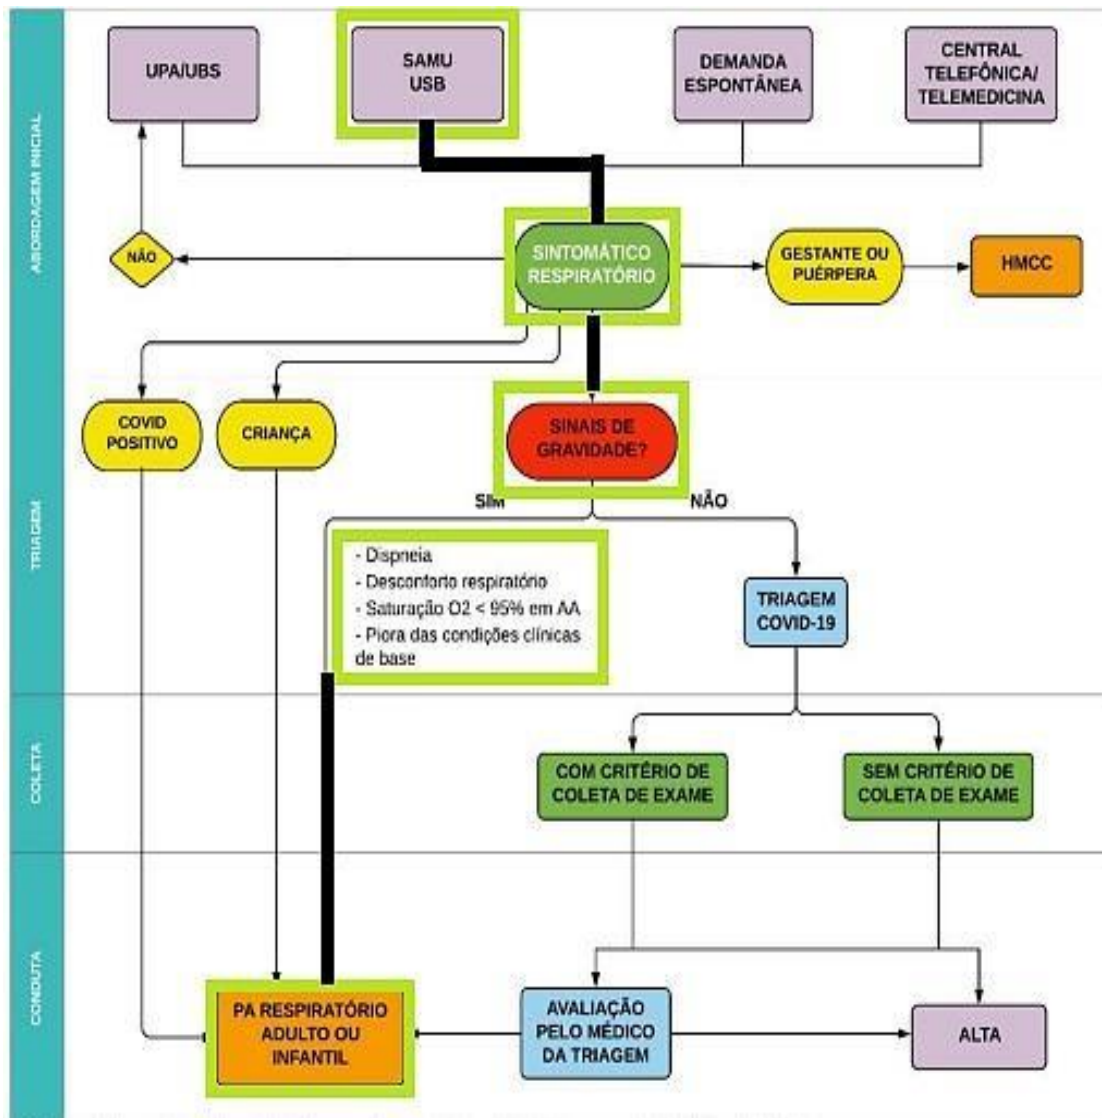 ABORDAGEM INICIAL
UPA/UBS
SAMU
USB
DEMANDA
ESPONTÂNEA
CENTRAL
TELEFÔNICA/
TELEMEDICINA
NÃO
SINTOMÁTICO
RESPIRATÓRIO
GESTANTE OU
PUÉRPERA
HMCC
TRIAGEM
COVID
POSITIVO
CRIANÇA
SINAIS DE
GRAVIDADE?
SIM
NÃO
- Dispneia
- Desconforto respiratório
- Saturação O2 < 95% em AA
- Piora das condições clínicas
de base
TRIAGEM
COVID-19
COLETA
COM CRITÉRIO DE
COLETA DE EXAME
SEM CRITÉRIO DE
COLETA DE EXAME
CONDUTA
PA RESPIRATÓRIO
ADULTO OU
INFANTIL
AVALIAÇÃO
PELO MÉDICO
DA TRIAGEM
ALTA